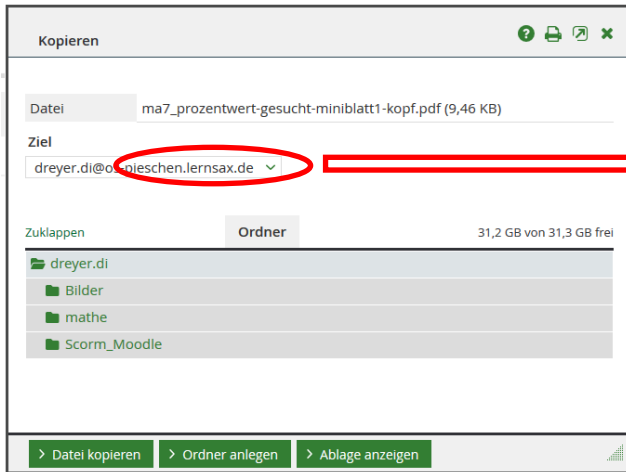 Kopieren
Datei ma7_prozentwert-gesucht-miniblatt1-kopf.pdf (9,46 KB)
Ziel
dreyer.di@os-pieschen.lernsax.de
Zuklappen Ordner 31,2 GB von 31,3 GB frei
dreyer.di
Bilder
mathe
Scorm_Moodle
> Datei kopieren > Ordner anlegen > Ablage anzeigen